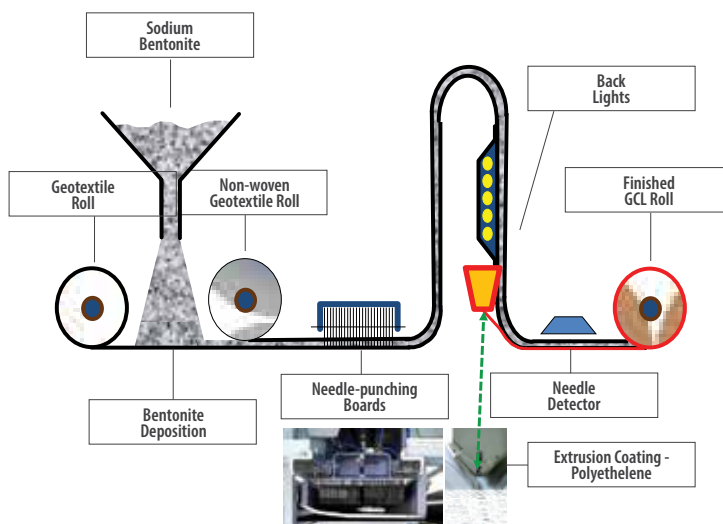 Sodium
Bentonite
Back
Lights
Geotextile
Roll
Non-woven
Geotextile Roll
Finished
GCL Roll
Needle-punching
Boards
Needle
Detector
Bentonite
Deposition
Extrusion Coating -
Polyethelene